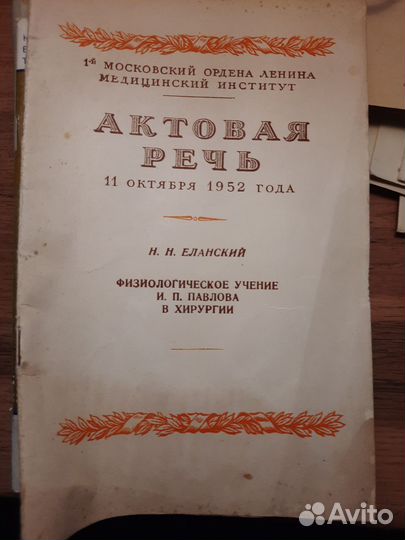 1-й МОСКОВСКИЙ ОРДЕНА ЛЕНИНА
МЕДИЦИНСКИЙ ИНСТИТУТ
АКТОВАЯ
РЕЧЬ
11 ОКТЯБРЯ 1952 ГОДА
Н. Н. ЕЛАНСКИЙ
ФИЗИОЛОГИЧЕСКОЕ УЧЕНИЕ
И. П. ПАВЛОВА
В ХИРУРГИИ
Avito